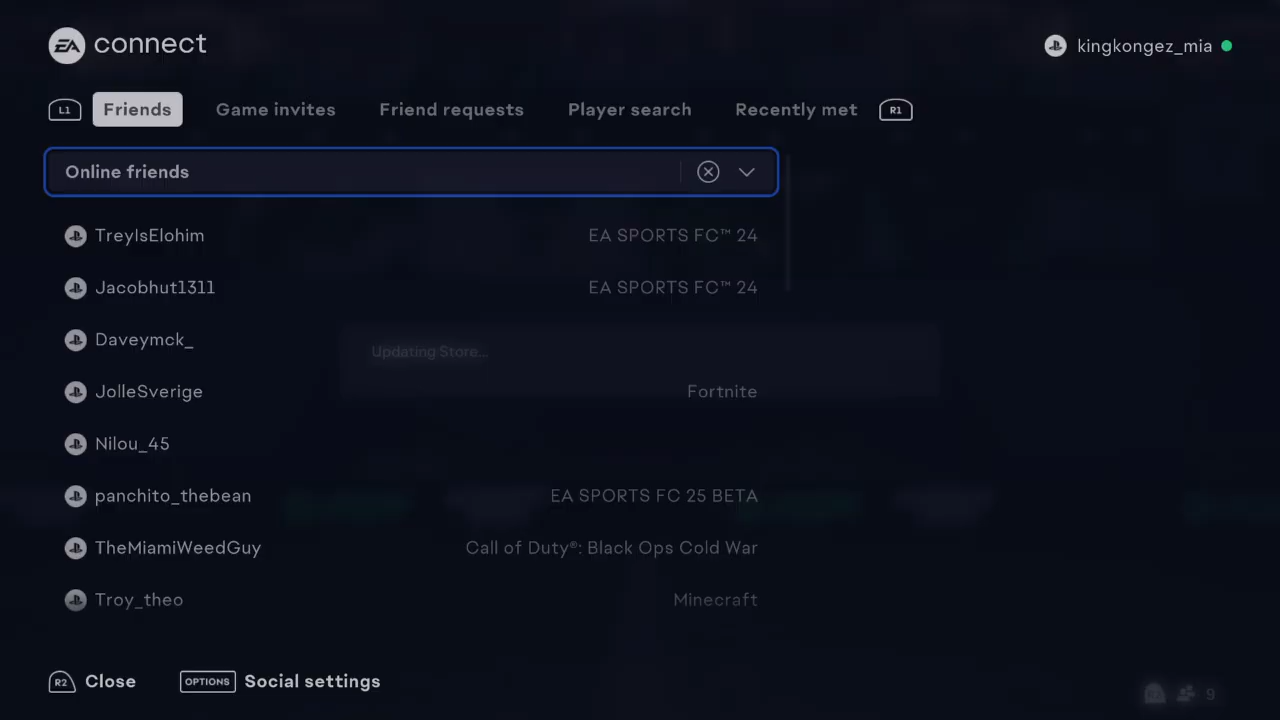 EA connect
kingkongez_mia
L1 Friends Game invites Friend requests Player search Recently met R1
Online friends
TreyIsElohim EA SPORTS FC™ 24
Jacobhut1311 EA SPORTS FC™ 24
Daveymck_
Updating Store...
JolleSverige Fortnite
Nilou_45
panchito_thebean EA SPORTS FC 25 BETA
TheMiamiWeedGuy Call of Duty®: Black Ops Cold War
Troy_theo Minecraft
R2 Close OPTIONS Social settings
R2 9